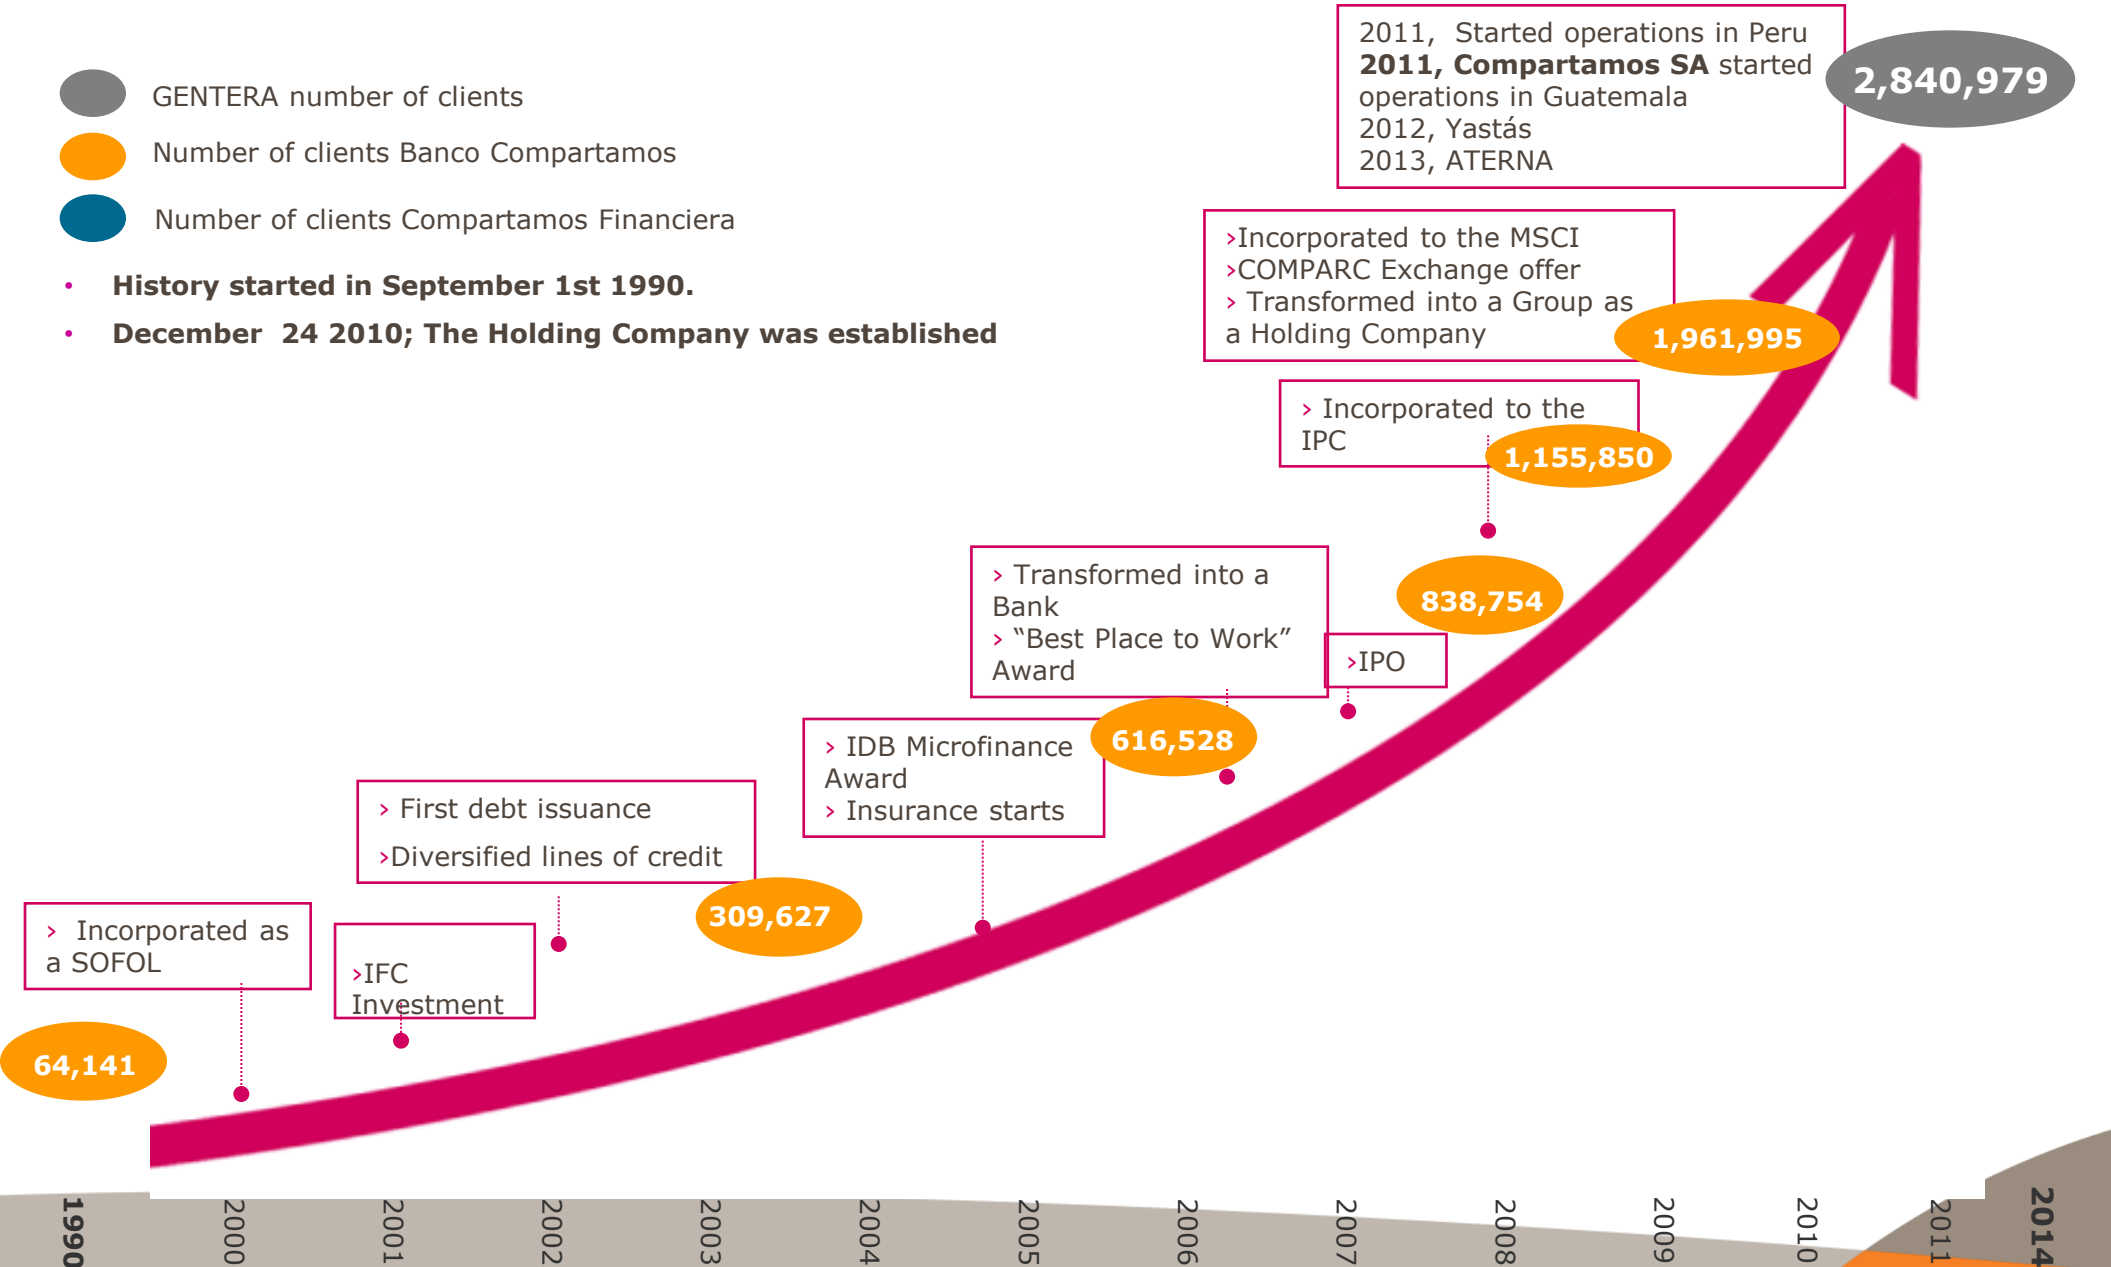 GENTERA number of clients
Number of clients Banco Compartamos
Number of clients Compartamos Financiera
• History started in September 1st 1990.
• December  24 2010; The Holding Company was established
2011,  Started operations in Peru
2011, Compartamos SA started
operations in Guatemala
2012, Yastás
2013, ATERNA
2,840,979
›Incorporated to the MSCI
›COMPARC Exchange offer
› Transformed into a Group as
a Holding Company
1,961,995
› Incorporated to the
IPC
1,155,850
838,754
› Transformed into a
Bank
› “Best Place to Work”
Award
›IPO
616,528
› IDB Microfinance
Award
› Insurance starts
› First debt issuance
›Diversified lines of credit
309,627
›  Incorporated as
a SOFOL
›IFC
Investment
64,141
1990
2000
2001
2002
2003
2004
2005
2006
2007
2008
2009
2010
2011
2014